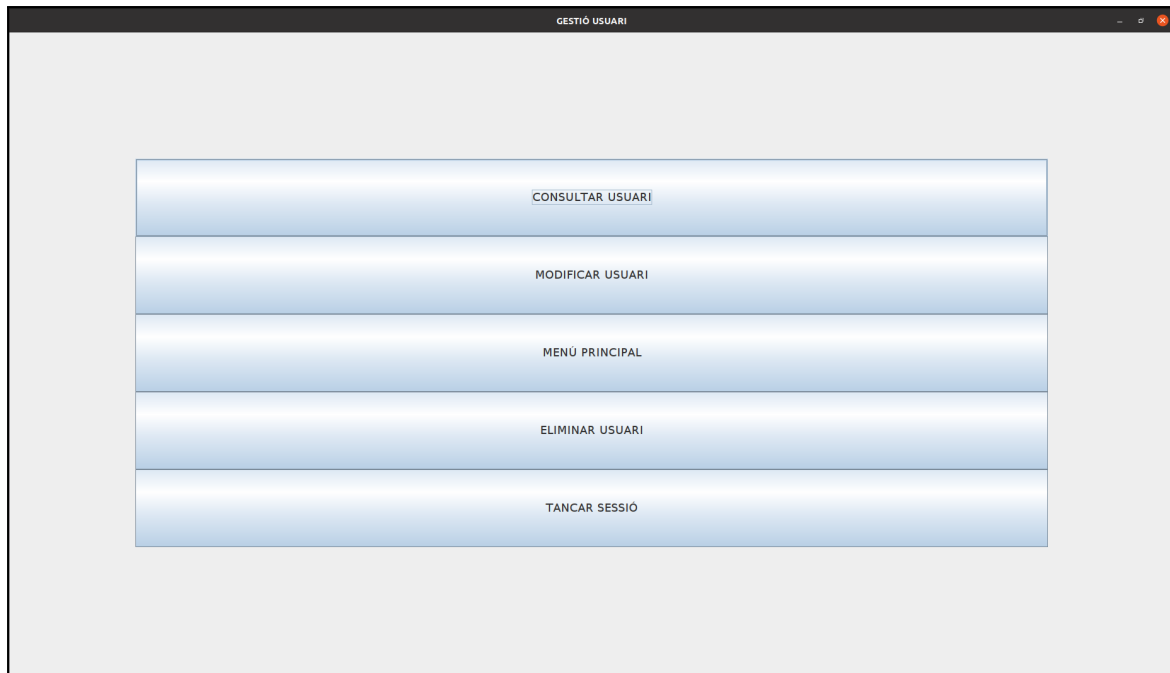 GESTIÓ USUARI
CONSULTAR USUARI
MODIFICAR USUARI
MENÚ PRINCIPAL
ELIMINAR USUARI
TANCAR SESSIÓ